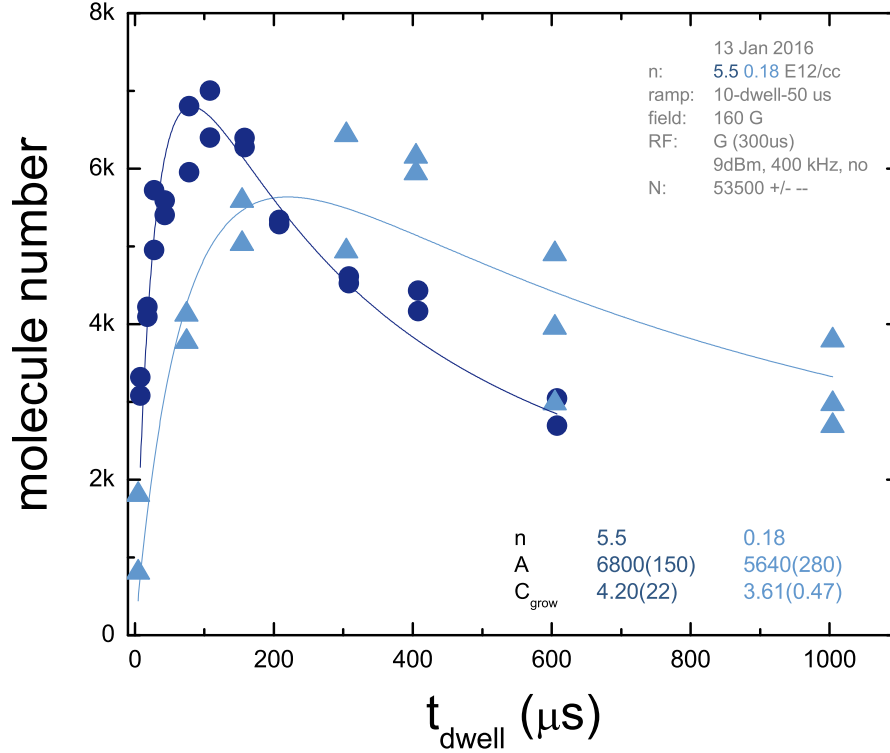 8k
6k
4k
2k
0
molecule number
13 Jan 2016
n: 5.5 0.18 E12/cc
ramp: 10-dwell-50 us
field: 160 G
RF: G (300us)
9dBm, 400 kHz, no
N: 53500 +/- --
n 5.5 0.18
A 6800(150) 5640(280)
C_grow 4.20(22) 3.61(0.47)
0 200 400 600 800 1000
t_dwell (μs)